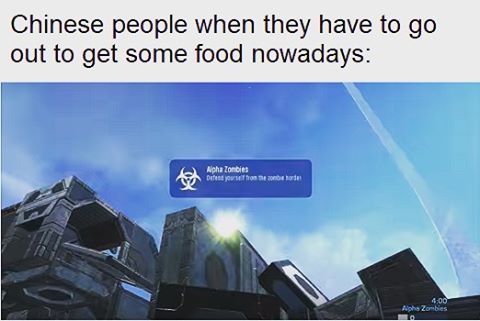 Chinese people when they have to go
out to get some food nowadays:
Alpha Zombies
Defend yourself from the zombie horde!
4:00
Alpha Zombies
0